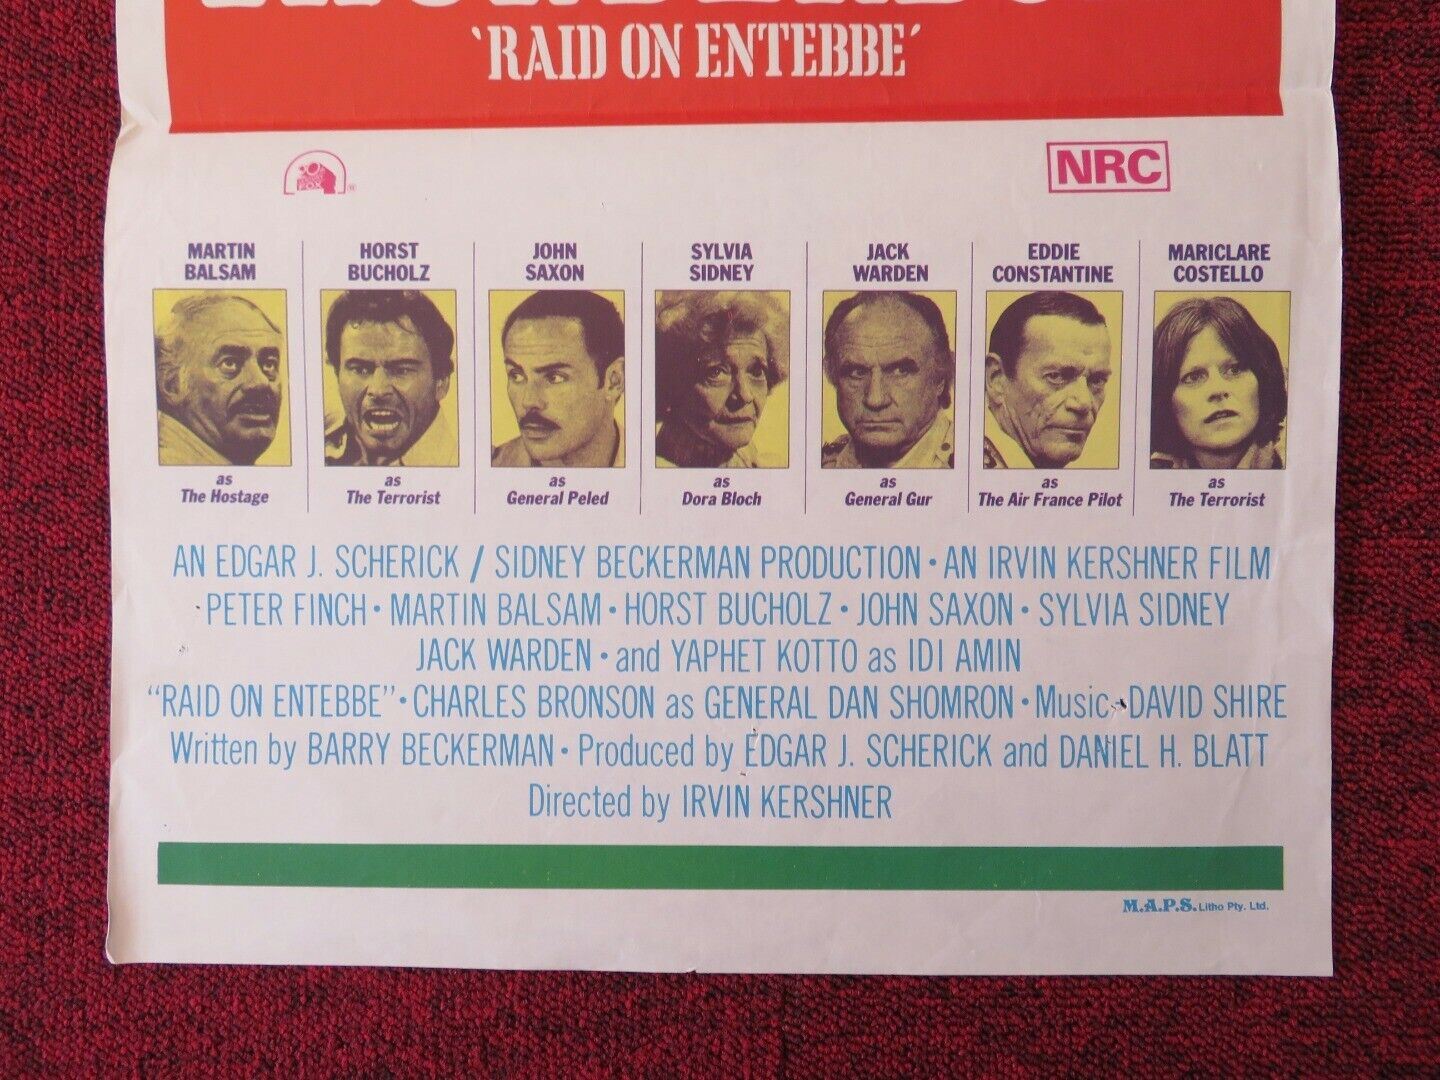 'RAID ON ENTEBBE'
FOX
NRC
MARTIN BALSAM
HORST BUCHOLZ
JOHN SAXON
SYLVIA SIDNEY
JACK WARDEN
EDDIE CONSTANTINE
MARICLARE COSTELLO
as The Hostage
as The Terrorist
as General Peled
as Dora Bloch
as General Gur
as The Air France Pilot
as The Terrorist
AN EDGAR J. SCHERICK / SIDNEY BECKERMAN PRODUCTION • AN IRVIN KERSHNER FILM
PETER FINCH • MARTIN BALSAM • HORST BUCHOLZ • JOHN SAXON • SYLVIA SIDNEY
JACK WARDEN • and YAPHET KOTTO as IDI AMIN
"RAID ON ENTEBBE" • CHARLES BRONSON as GENERAL DAN SHOMRON • Music • DAVID SHIRE
Written by BARRY BECKERMAN • Produced by EDGAR J. SCHERICK and DANIEL H. BLATT
Directed by IRVIN KERSHNER
M.A.P.S. Litho Pty. Ltd.